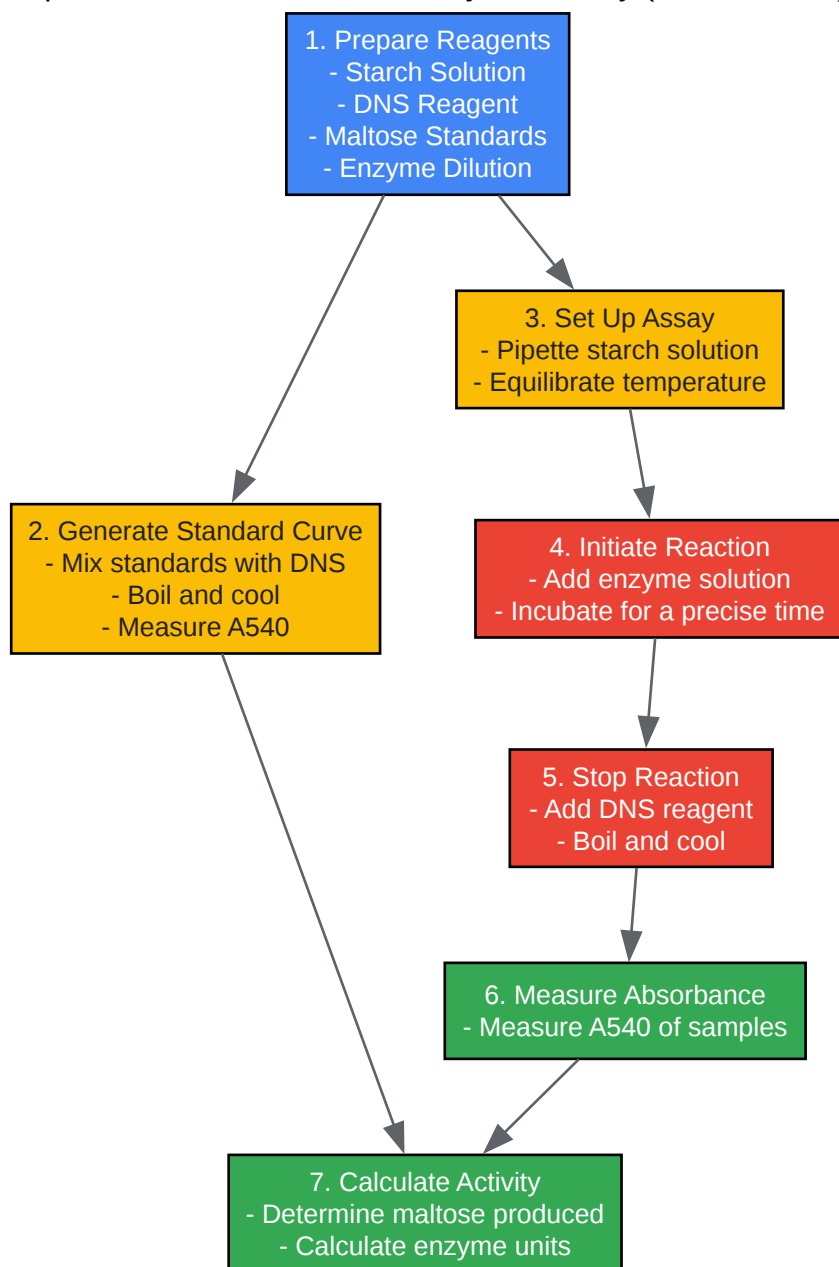 1. Prepare Reagents
- Starch Solution
- DNS Reagent
- Maltose Standards
- Enzyme Dilution
3. Set Up Assay
- Pipette starch solution
- Equilibrate temperature
2. Generate Standard Curve
- Mix standards with DNS
- Boil and cool
- Measure A540
4. Initiate Reaction
- Add enzyme solution
- Incubate for a precise time
5. Stop Reaction
- Add DNS reagent
- Boil and cool
6. Measure Absorbance
- Measure A540 of samples
7. Calculate Activity
- Determine maltose produced
- Calculate enzyme units